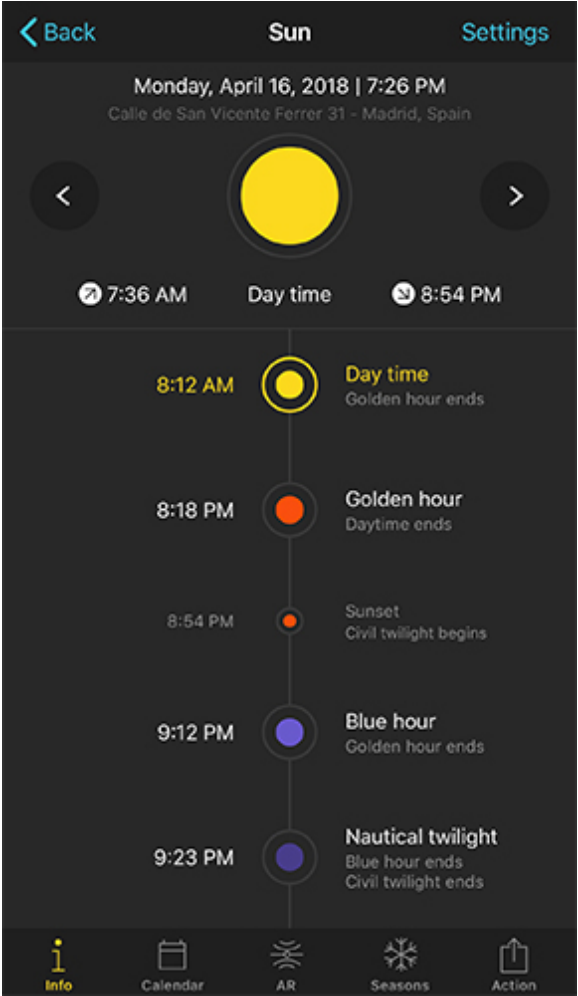 Back Sun Settings
Monday, April 16, 2018 | 7:26 PM
Calle de San Vicente Ferrer 31 - Madrid, Spain
7:36 AM Day time 8:54 PM
8:12 AM Day time
Golden hour ends
8:18 PM Golden hour
Daytime ends
8:54 PM Sunset
Civil twilight begins
9:12 PM Blue hour
Golden hour ends
9:23 PM Nautical twilight
Blue hour ends
Civil twilight ends
Info Calendar AR Seasons Action